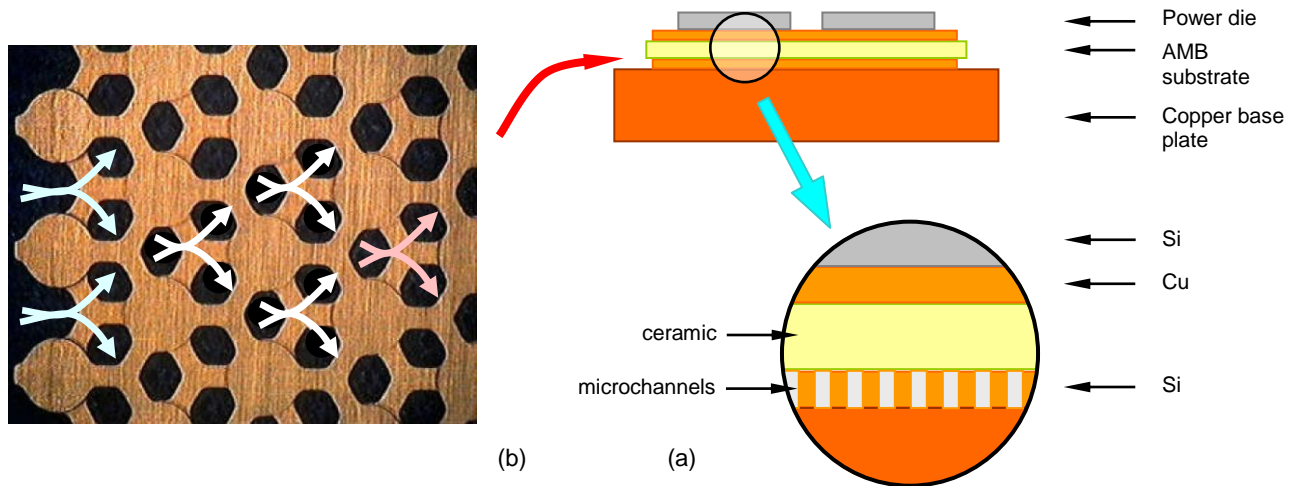 Power die
AMB
substrate
Copper base
plate
Si
Cu
ceramic
microchannels
Si
(b)
(a)